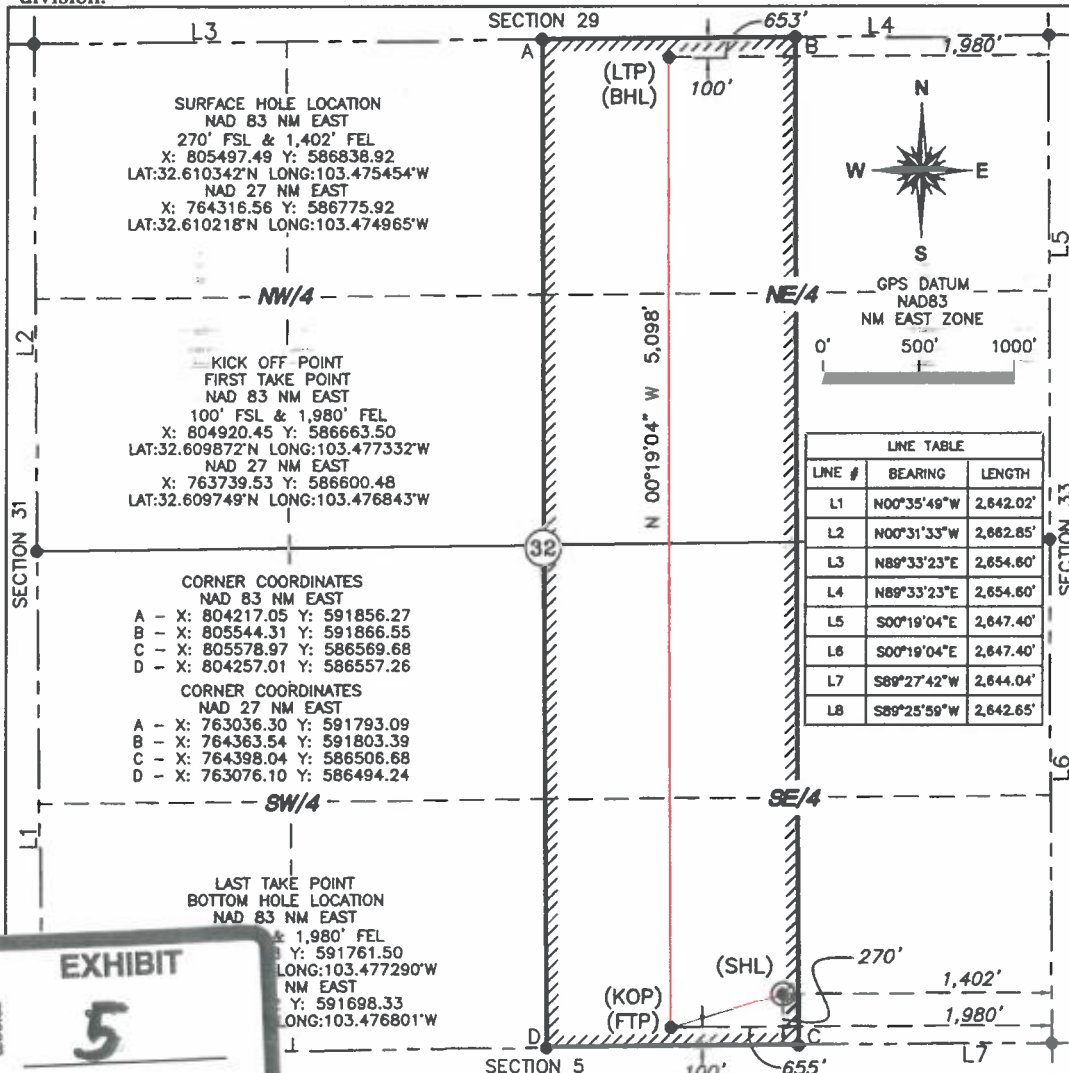 division.
SECTION 29
L3
A
B
653'
L4
1,980'
(LTP)
(BHL)
100'
N
W
E
S
SURFACE HOLE LOCATION
NAD 83 NM EAST
270' FSL & 1,402' FEL
X: 805497.49 Y: 586838.92
LAT:32.610342°N LONG:103.475454°W
NAD 27 NM EAST
X: 764316.56 Y: 586775.92
LAT:32.610218°N LONG:103.474965°W
L5
NW/4
NE/4
GPS DATUM
NAD83
NM EAST ZONE
0' 500' 1000'
L2
KICK OFF POINT
FIRST TAKE POINT
NAD 83 NM EAST
100' FSL & 1,980' FEL
X: 804920.45 Y: 586663.50
LAT:32.609872°N LONG:103.477332°W
NAD 27 NM EAST
X: 763739.53 Y: 586600.48
LAT:32.609749°N LONG:103.476843°W
N 00°19'04" W 5,098'
LINE TABLE
LINE # BEARING LENGTH
L1 N00°35'49"W 2,642.02'
L2 N00°31'33"W 2,662.85'
L3 N89°33'23"E 2,654.60'
L4 N89°33'23"E 2,654.60'
L5 S00°19'04"E 2,647.40'
L6 S00°19'04"E 2,647.40'
L7 S89°27'42"W 2,644.04'
L8 S89°25'59"W 2,642.65'
SECTION 31
32
SECTION 33
CORNER COORDINATES
NAD 83 NM EAST
A - X: 804217.05 Y: 591856.27
B - X: 805544.31 Y: 591866.55
C - X: 805578.97 Y: 586569.68
D - X: 804257.01 Y: 586557.26
CORNER COORDINATES
NAD 27 NM EAST
A - X: 763036.30 Y: 591793.09
B - X: 764363.54 Y: 591803.39
C - X: 764398.04 Y: 586506.68
D - X: 763076.10 Y: 586494.24
L6
SW/4
SE/4
L1
LAST TAKE POINT
BOTTOM HOLE LOCATION
NAD 83 NM EAST
& 1,980' FEL
Y: 591761.50
LONG:103.477290°W
NM EAST
Y: 591698.33
LONG:103.476801°W
EXHIBIT
5
(SHL)
270'
1,402'
(KOP)
(FTP)
1,980'
D
C
SECTION 5
100'
655'
L7